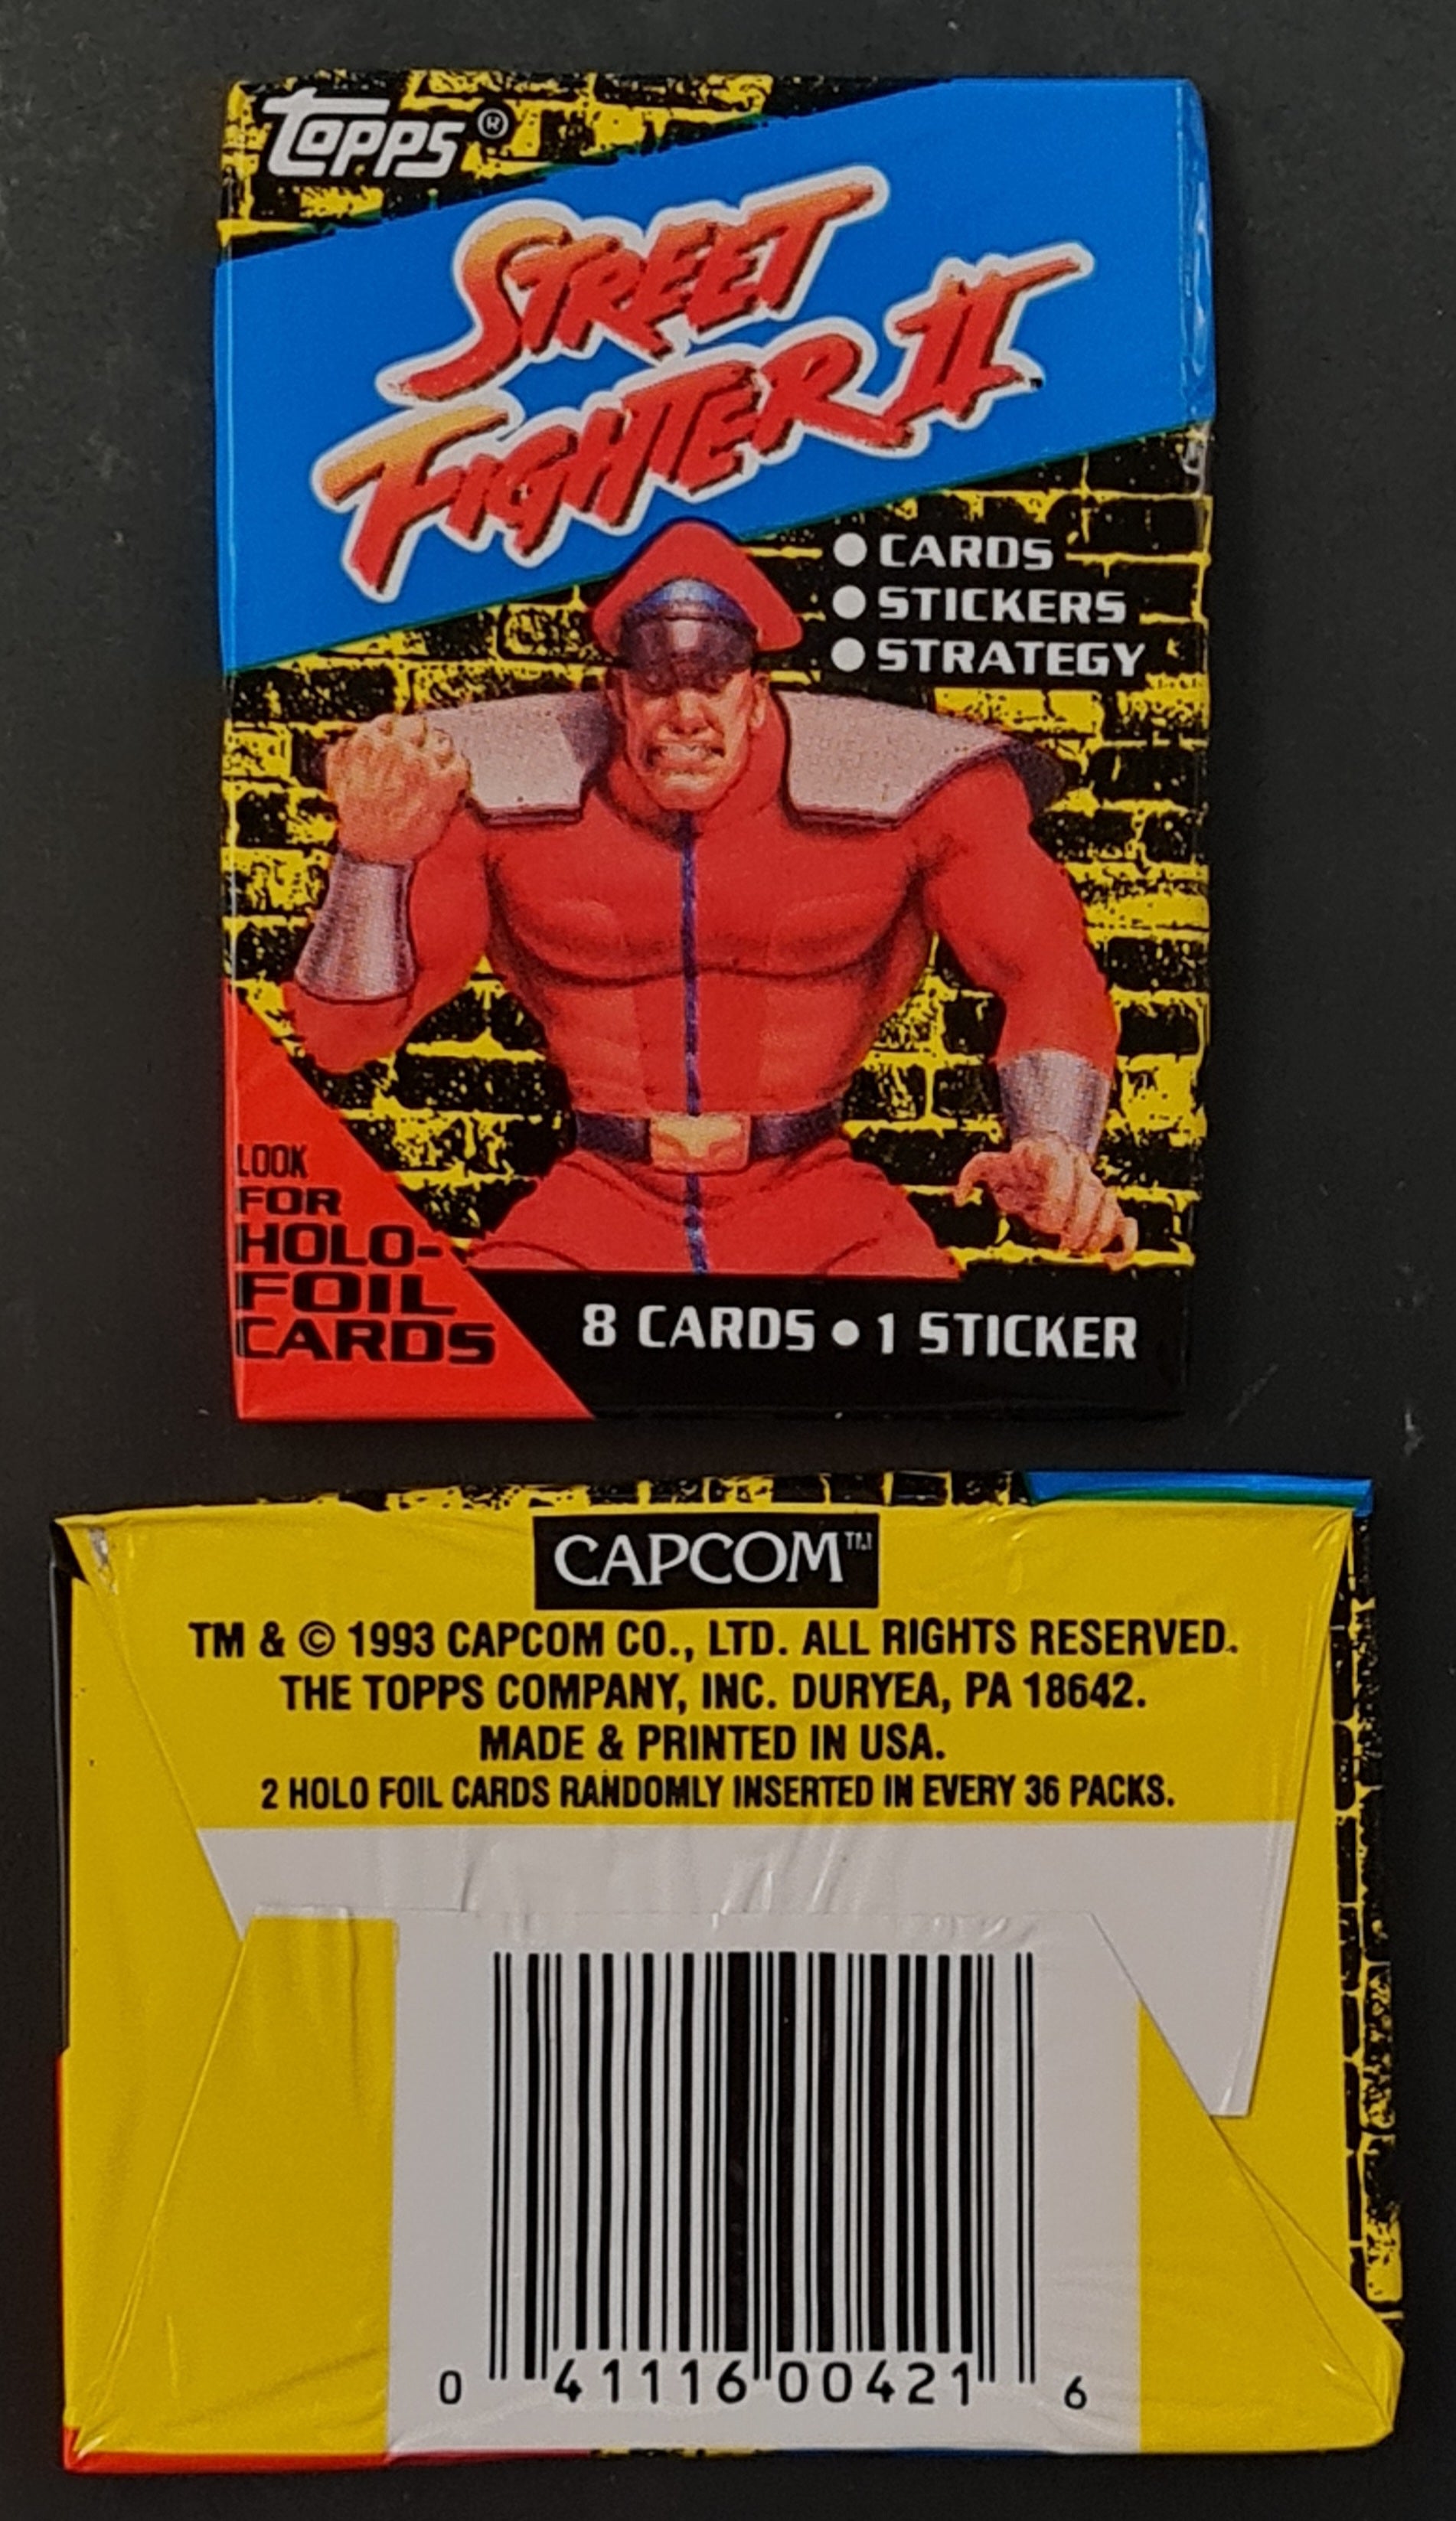 TOPPS®
STREET
FIGHTER II
● CARDS
● STICKERS
● STRATEGY
LOOK
FOR
HOLO-
FOIL
CARDS
8 CARDS ● 1 STICKER
CAPCOM™
TM & © 1993 CAPCOM CO., LTD. ALL RIGHTS RESERVED.
THE TOPPS COMPANY, INC. DURYEA, PA 18642.
MADE & PRINTED IN USA.
2 HOLO FOIL CARDS RANDOMLY INSERTED IN EVERY 36 PACKS.
0 41116 00421 6